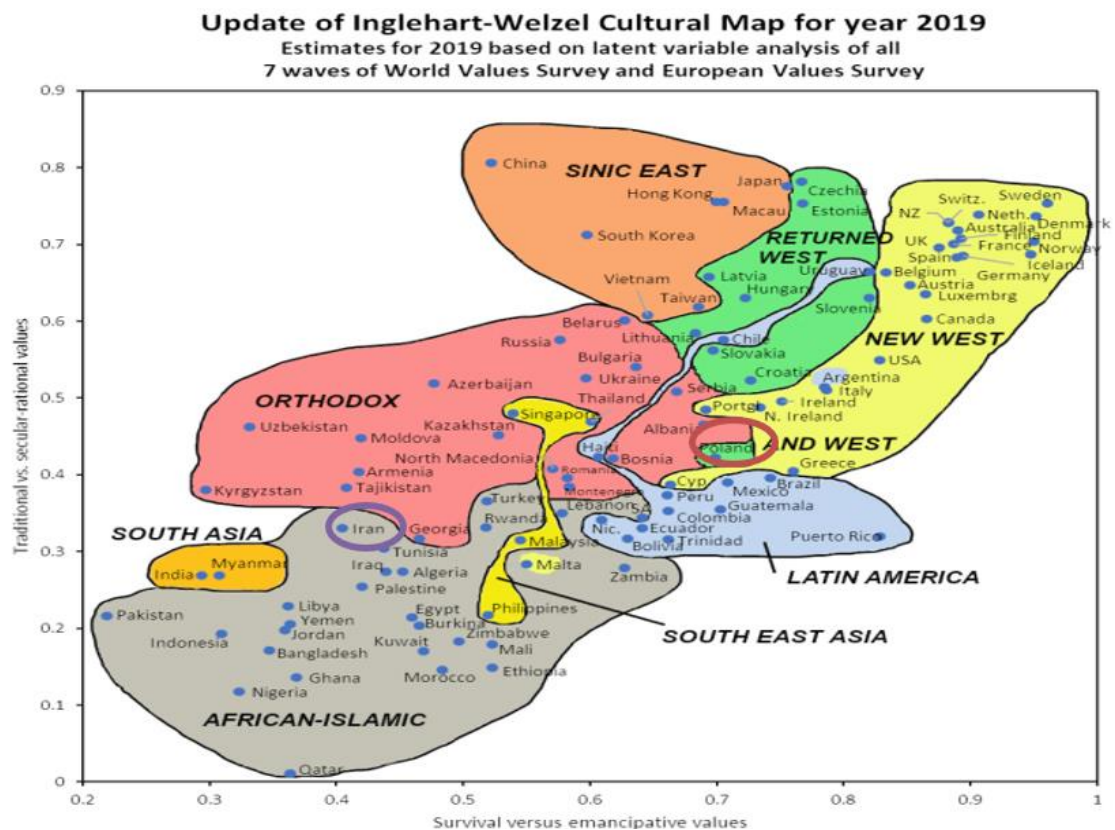 Update of Inglehart-Welzel Cultural Map for year 2019
Estimates for 2019 based on latent variable analysis of all
7 waves of World Values Survey and European Values Survey
0.9
0.8
0.7
0.6
0.5
0.4
0.3
0.2
0.1
0
Traditional vs. secular-rational values
China
SINIC EAST
Japan
Czechia
Hong Kong
Macau
Estonia
Switz.
Sweden
NZ
Neth.
Denmark
Australia
Finland
South Korea
RETURNED
WEST
UK
France
Norway
Spain
Iceland
Latvia
Uruguay
Belgium
Germany
Vietnam
Hungary
Austria
Taiwan
Slovenia
Luxembrg
Belarus
Lithuania
Chile
Canada
Russia
Slovakia
NEW WEST
Bulgaria
USA
Azerbaijan
Ukraine
Croatia
Argentina
Thailand
Serbia
Italy
ORTHODOX
Singapore
Portgl
Ireland
N. Ireland
Uzbekistan
Kazakhstan
Albania
Moldova
AND WEST
North Macedonia
Haiti
Bosnia
Poland
Armenia
Romania
Greece
Kyrgyzstan
Tajikistan
Montenegro
Cyp
Brazil
Turkey
Lebanon
Peru
Mexico
SA
Guatemala
SOUTH ASIA
Iran
Georgia
Rwanda
Nic.
Colombia
Ecuador
Puerto Rico
Tunisia
Malaysia
Bolivia
Trinidad
Myanmar
Iraq
Algeria
Malta
Zambia
LATIN AMERICA
India
Palestine
Pakistan
Libya
Egypt
Philippines
Yemen
Burkina
SOUTH EAST ASIA
Indonesia
Jordan
Zimbabwe
Bangladesh
Kuwait
Mali
Ghana
Morocco
Ethiopia
Nigeria
AFRICAN-ISLAMIC
Qatar
0.2 0.3 0.4 0.5 0.6 0.7 0.8 0.9 1
Survival versus emancipative values